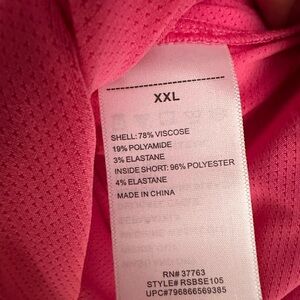 XXL
SHELL: 78% VISCOSE
19% POLYAMIDE
3% ELASTANE
INSIDE SHORT: 96% POLYESTER
4% ELASTANE
MADE IN CHINA
RN# 37763
STYLE# RSBSE105
UPC#796866569385